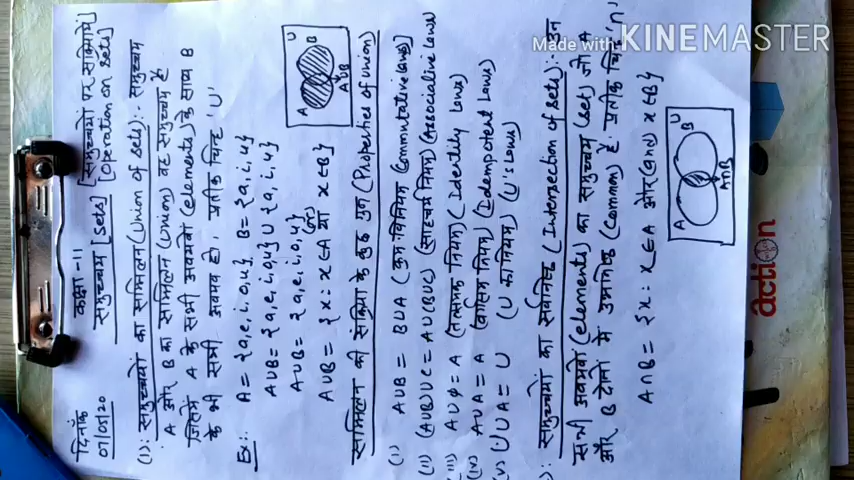 दिनांक
07/05/20
कक्षा -11
समुच्चय [Sets]
[समुच्चयों पर संक्रियायें]
[Operation on Sets]
(1):- समुच्चयों का सम्मिलन (Union of Sets):- समुच्चय
A और B का सम्मिलन (Union) वह समुच्चय है
जिसमें A के सभी अवयवों (elements) के साथ B
के भी सभी अवयव हों। प्रतीक चिन्ह 'U'
Ex:- A = {a, e, i, o, u} B = {a, i, u}
A∪B = {a, e, i, o, u} ∪ {a, i, u}
A∪B = {a, e, i, o, u}
A∪B = {x : x ∈ A या (or) x ∈ B}
U
A
B
A∪B
सम्मिलन की संक्रिया के कुछ गुण (Properties of Union)
(i) A∪B = B∪A (क्रम विनिमय) [Commutative Laws]
(ii) (A∪B)∪C = A∪(B∪C) (साहचर्य नियम) (Associative Laws)
(iii) A∪φ = A (तत्समक नियम) (Identity Laws)
(iv) A∪A = A (वर्गसम नियम) (Idempotent Laws)
(v) U∪A = U (U का नियम) (U's Laws)
): समुच्चयों का सर्वनिष्ठ (Intersection of Sets):- उन
सभी अवयवों (elements) का समुच्चय (Set) जो A
और B दोनों में उभयनिष्ठ (Common) है प्रतीक चिन्ह '∩'
A∩B = {x : x ∈ A और (and) x ∈ B}
U
A
B
A∩B
action
Made with KINEMASTER